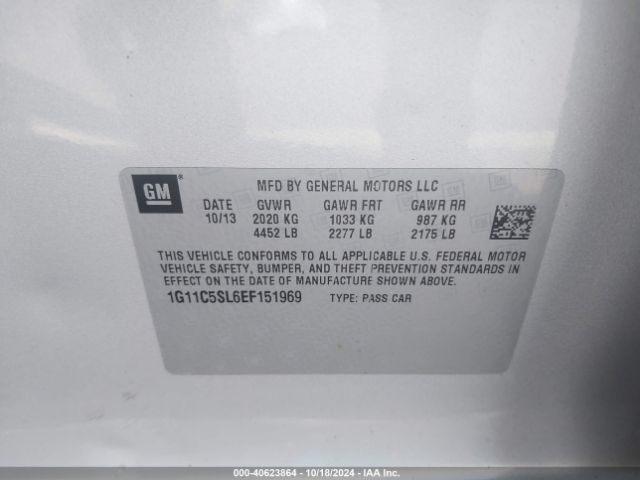 GM
MFD BY GENERAL MOTORS LLC
DATE GVWR GAWR FRT GAWR RR
10/13 2020 KG 1033 KG 987 KG
4452 LB 2277 LB 2175 LB
THIS VEHICLE CONFORMS TO ALL APPLICABLE U.S. FEDERAL MOTOR
VEHICLE SAFETY, BUMPER, AND THEFT PREVENTION STANDARDS IN
EFFECT ON THE DATE OF MANUFACTURE SHOWN ABOVE.
1G11C5SL6EF151969 TYPE: PASS CAR
000-40623864 | 10/18/2024 | IAA Inc.